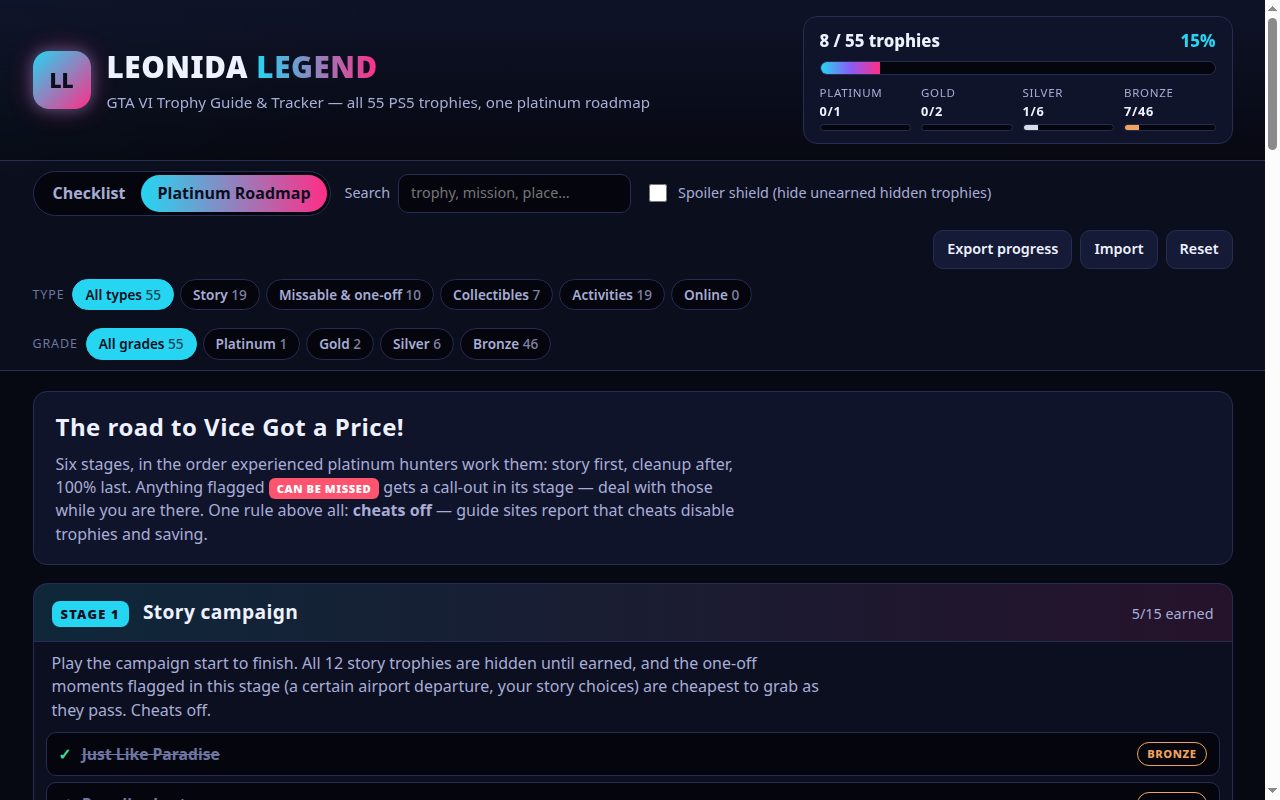 LL
LEONIDA LEGEND
GTA VI Trophy Guide & Tracker — all 55 PS5 trophies, one platinum roadmap
8 / 55 trophies 15%
PLATINUM GOLD SILVER BRONZE
0/1 0/2 1/6 7/46
Checklist Platinum Roadmap Search trophy, mission, place... Spoiler shield (hide unearned hidden trophies)
Export progress Import Reset
TYPE All types 55 Story 19 Missable & one-off 10 Collectibles 7 Activities 19 Online 0
GRADE All grades 55 Platinum 1 Gold 2 Silver 6 Bronze 46
The road to Vice Got a Price!
Six stages, in the order experienced platinum hunters work them: story first, cleanup after,
100% last. Anything flagged CAN BE MISSED gets a call-out in its stage — deal with those
while you are there. One rule above all: cheats off — guide sites report that cheats disable
trophies and saving.
STAGE 1 Story campaign 5/15 earned
Play the campaign start to finish. All 12 story trophies are hidden until earned, and the one-off
moments flagged in this stage (a certain airport departure, your story choices) are cheapest to grab as
they pass. Cheats off.
✓ Just Like Paradise BRONZE